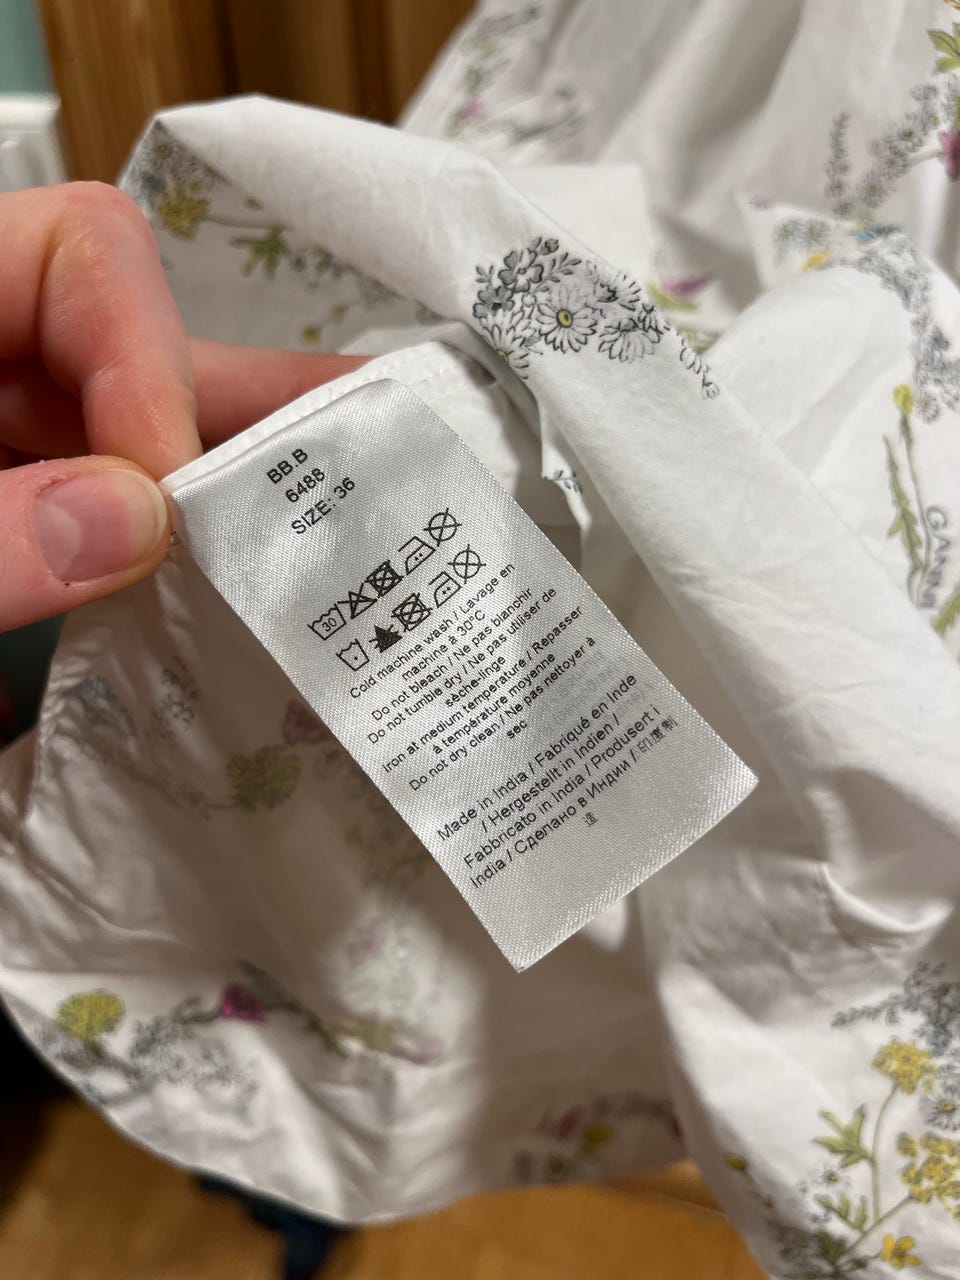 BB.B
6488
SIZE: 36
30
Cold machine wash / Lavage en
machine à 30°C
Do not bleach / Ne pas blanchir
Do not tumble dry / Ne pas utiliser de
sèche-linge
Iron at medium temperature / Repasser
à température moyenne
Do not dry clean / Ne pas nettoyer à
sec
Made in India / Fabriqué en Inde
/ Hergestellt in Indien /
Fabbricato in India / Produsert i
India / Сделано в Индии / 印度制
造
GANNI